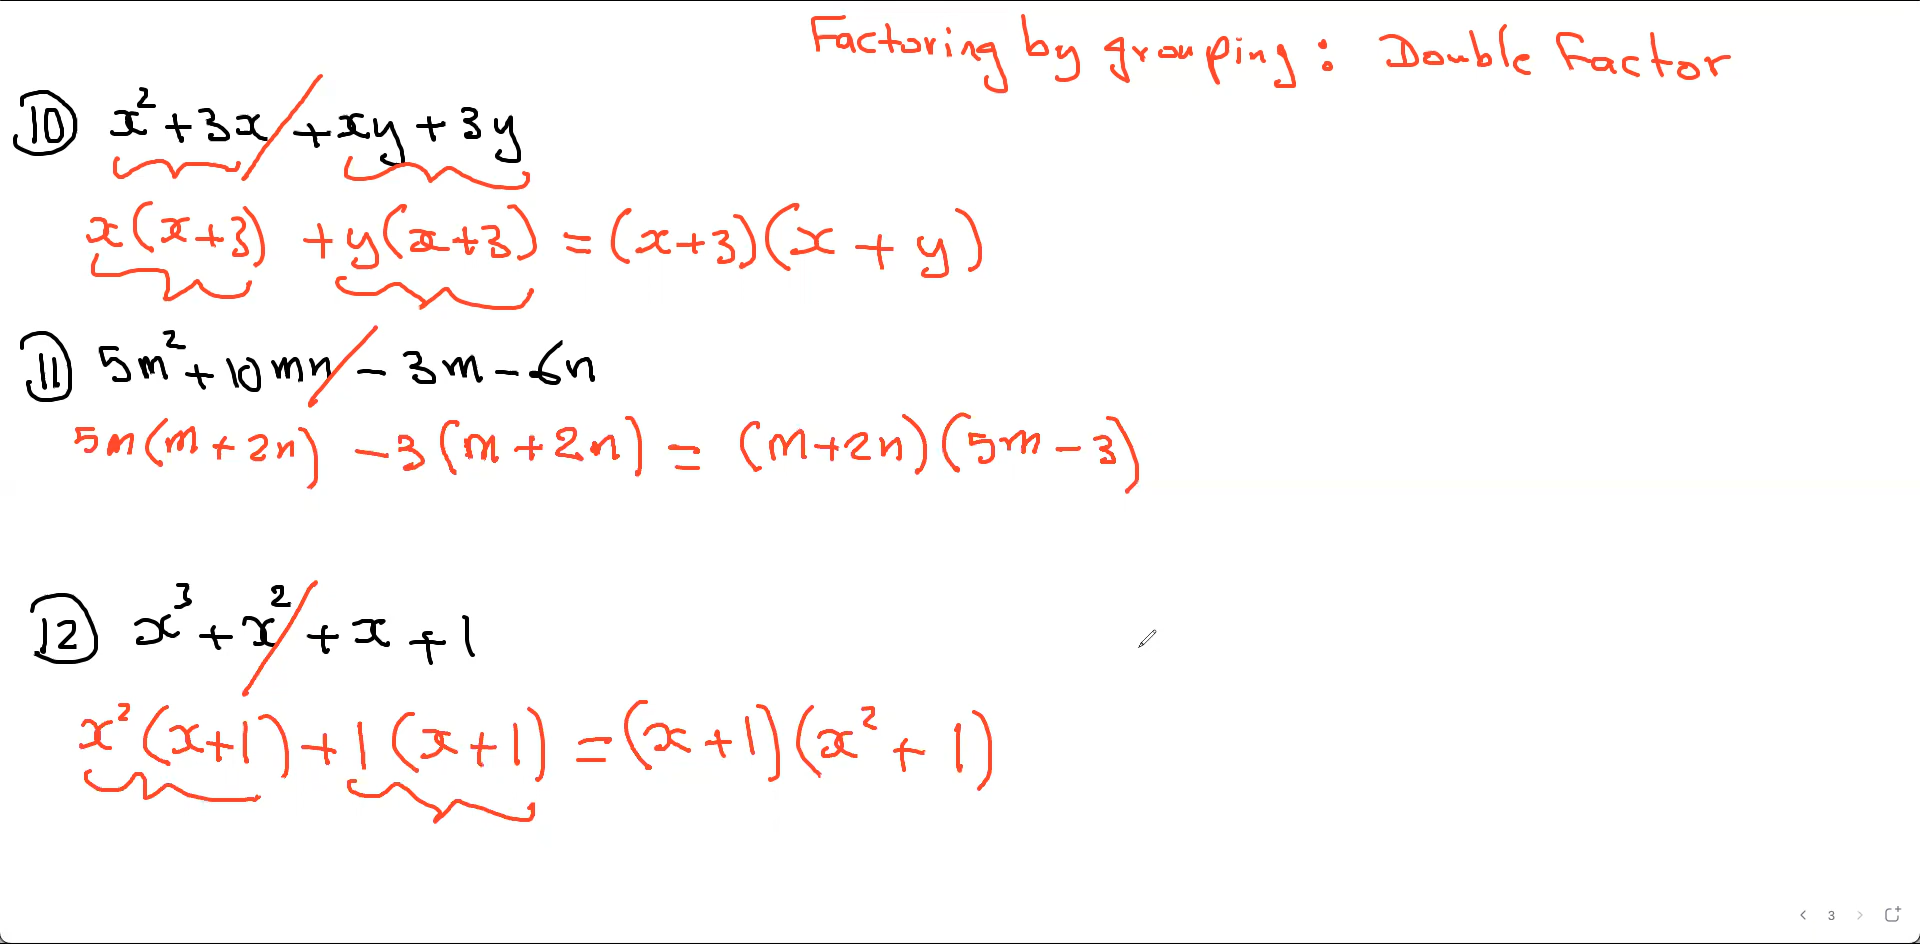 Factoring by grouping : Double Factor
10 x² + 3x / + xy + 3y
x(x+3) + y(x+3) = (x+3)(x + y)
11 5m² + 10mn / - 3m - 6n
5m(m + 2n) - 3(m + 2n) = (m+2n)(5m - 3)
12 x³ + x² / + x + 1
x²(x+1) + 1(x+1) = (x+1)(x² + 1)
3